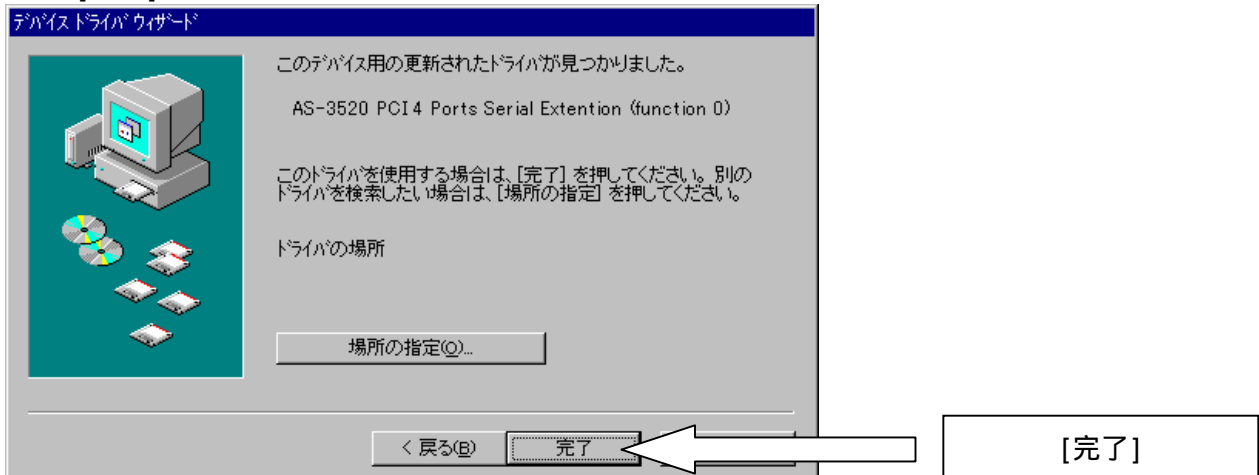 デバイス ドライバ ウィザード
このデバイス用の更新されたドライバが見つかりました。
AS-3520 PCI 4 Ports Serial Extention (function 0)
このドライバを使用する場合は、[完了] を押してください。別の
ドライバを検索したい場合は、[場所の指定] を押してください。
ドライバの場所
場所の指定(O)...
< 戻る(B)
完了
[完了]